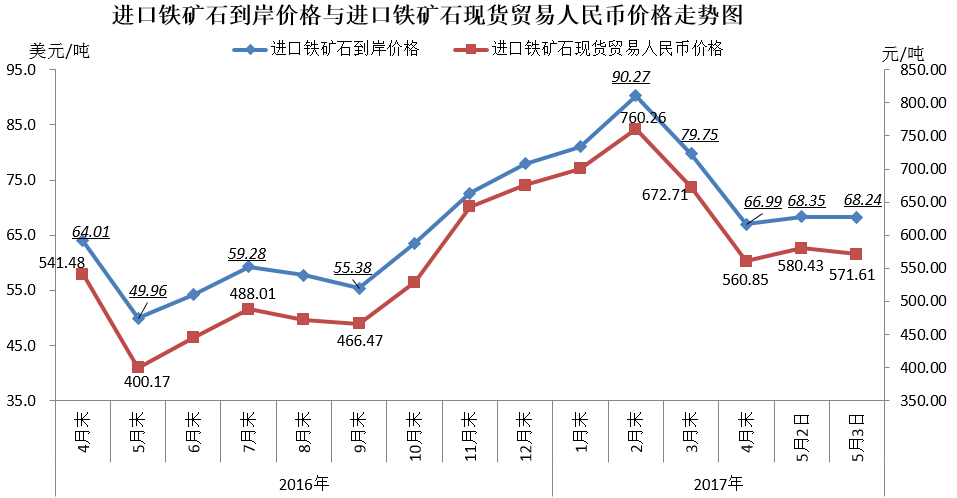 进口铁矿石到岸价格与进口铁矿石现货贸易人民币价格走势图
美元/吨
进口铁矿石到岸价格
进口铁矿石现货贸易人民币价格
元/吨
95.0
85.0
75.0
65.0
55.0
45.0
35.0
850.00
800.00
750.00
700.00
650.00
600.00
550.00
500.00
450.00
400.00
350.00
64.01
49.96
59.28
55.38
90.27
79.75
66.99
68.35
68.24
541.48
400.17
488.01
466.47
760.26
672.71
560.85
580.43
571.61
4月末
5月末
6月末
7月末
8月末
9月末
10月末
11月末
12月末
1月末
2月末
3月末
4月末
5月2日
5月3日
2016年
2017年